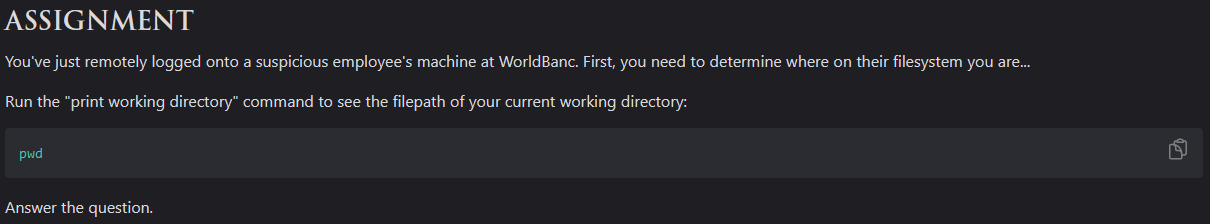 ASSIGNMENT
You've just remotely logged onto a suspicious employee's machine at WorldBanc. First, you need to determine where on their filesystem you are...
Run the "print working directory" command to see the filepath of your current working directory:
pwd
Answer the question.